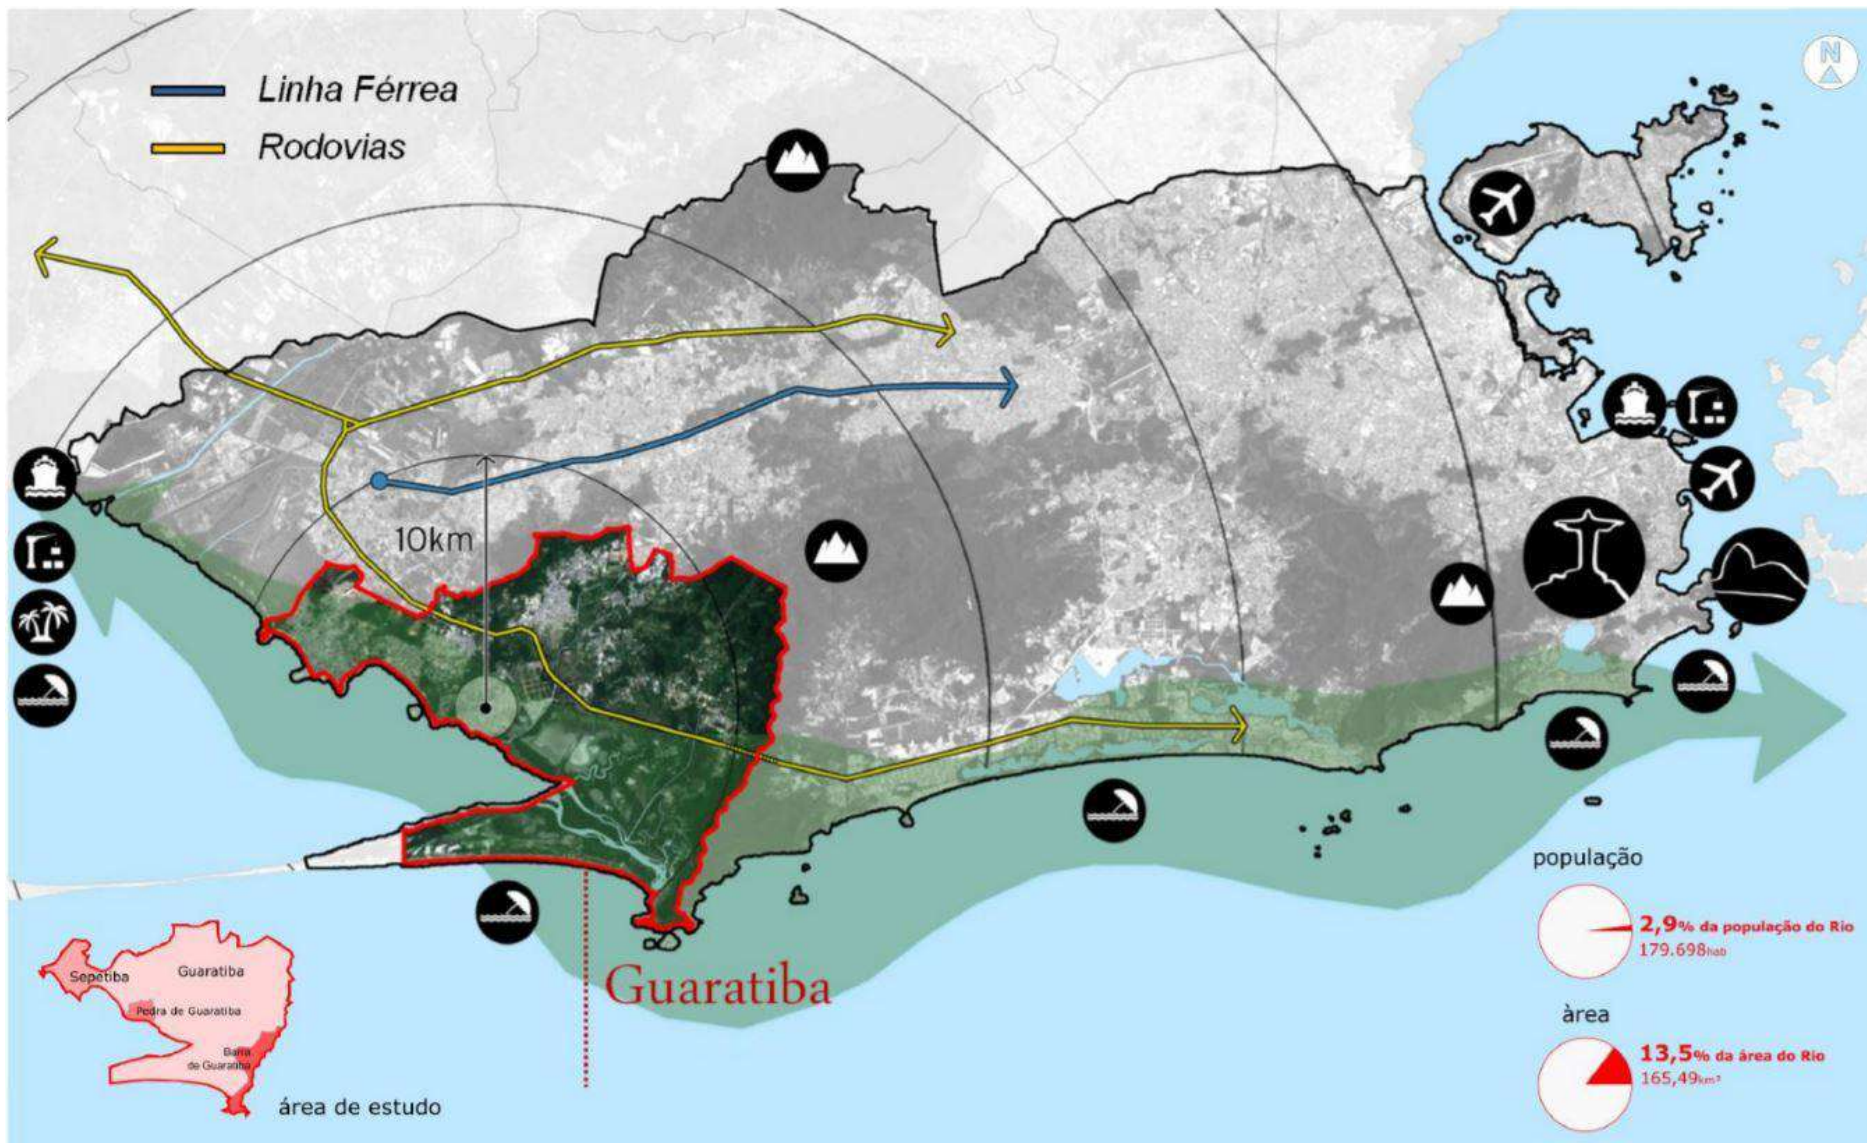 N
Linha Férrea
Rodovias
10km
população
2,9% da população do Rio
179.698hab
Guaratiba
àrea
13,5% da área do Rio
165,49km²
Sepetiba
Guaratiba
Pedra de Guaratiba
Barra
de Guaratiba
área de estudo